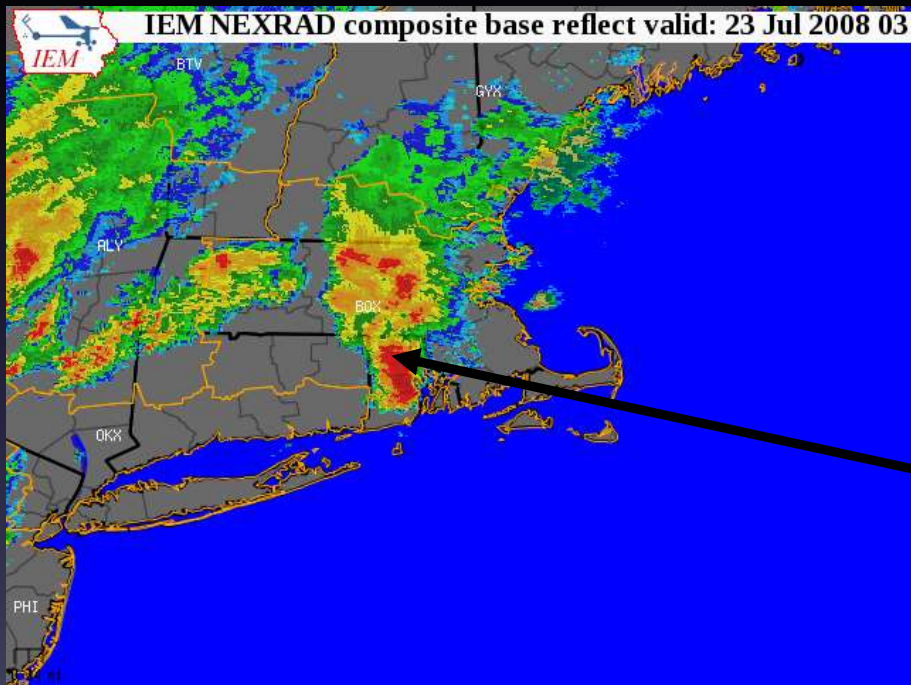 IEM
IEM NEXRAD composite base reflect valid: 23 Jul 2008 03
BTV
GYX
ALY
BOX
OKX
PHI